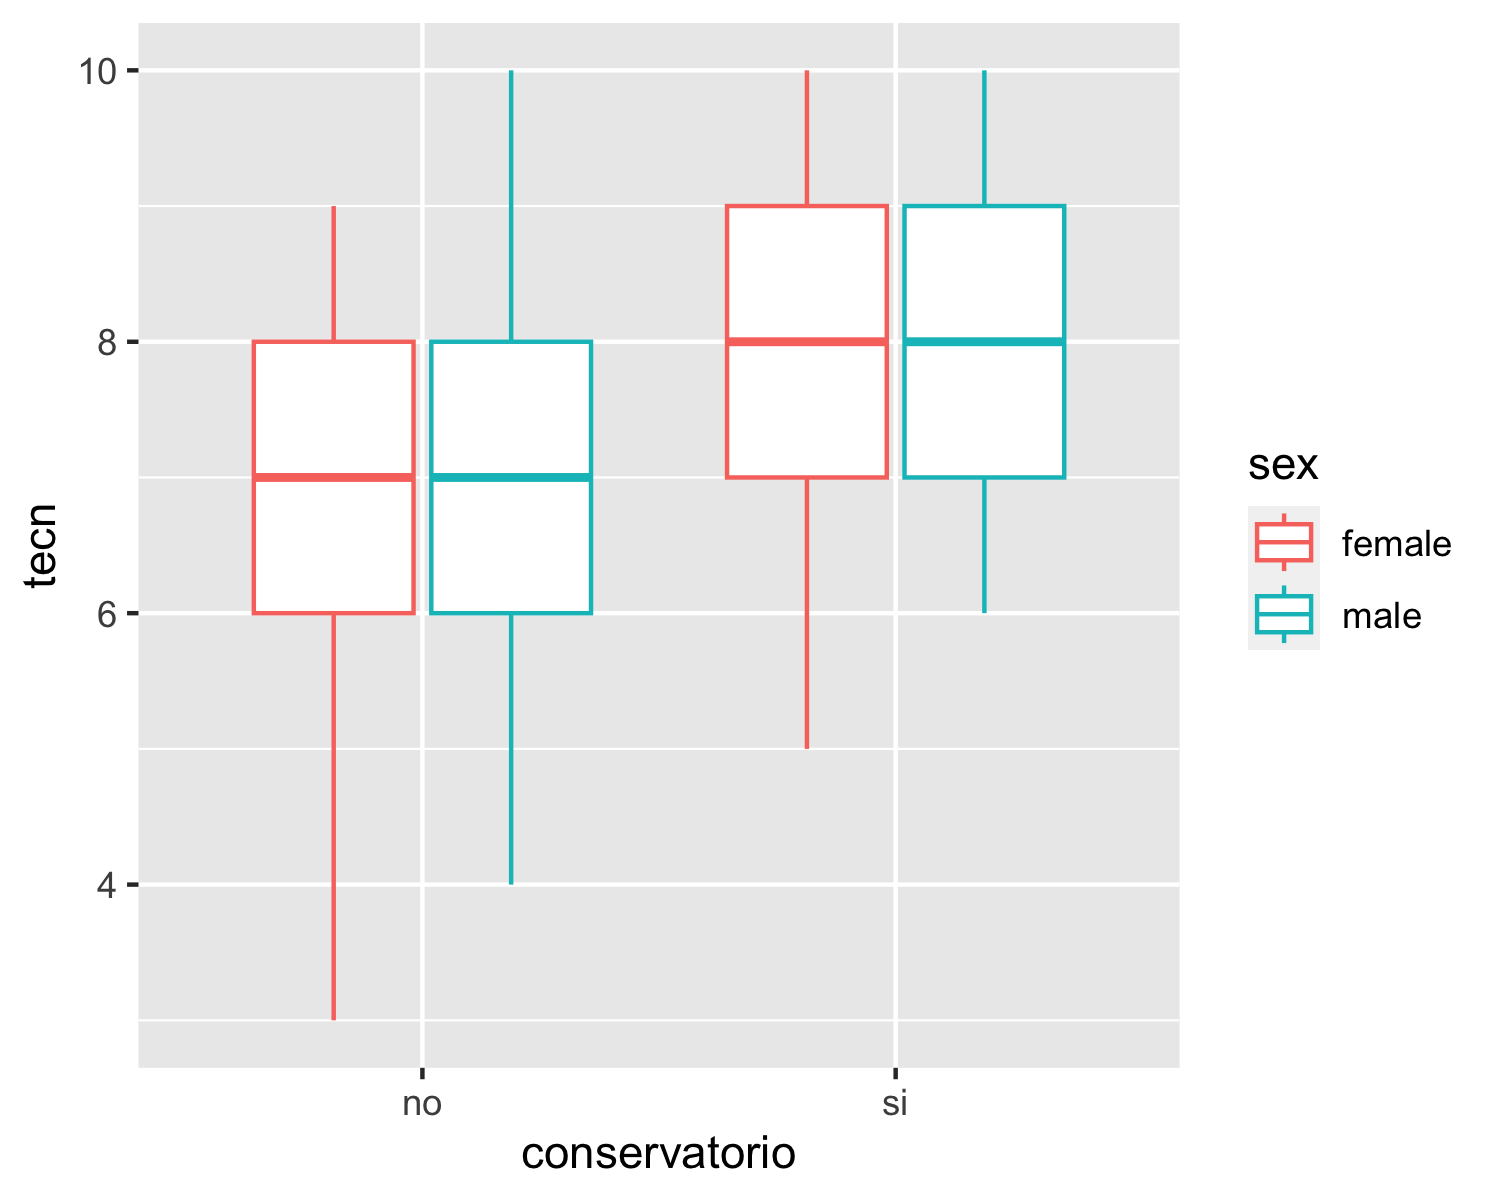 10
8
6
4
tecn
no
si
conservatorio
sex
female
male